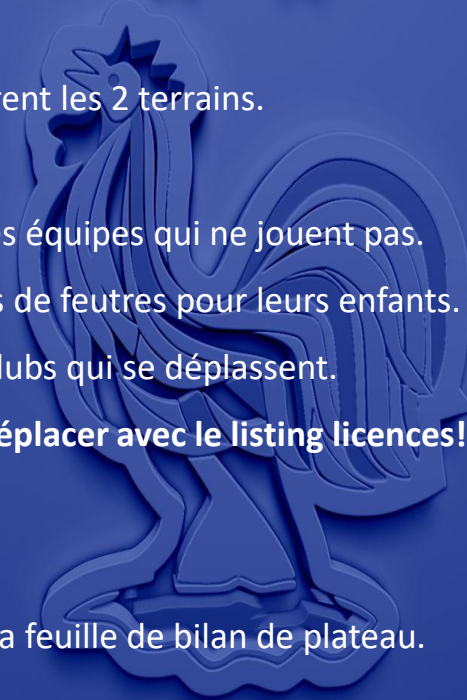 ent les 2 terrains.
s équipes qui ne jouent pas.
s de feutres pour leurs enfants.
lubs qui se déplassent.
éplacer avec le listing licences!
a feuille de bilan de plateau.